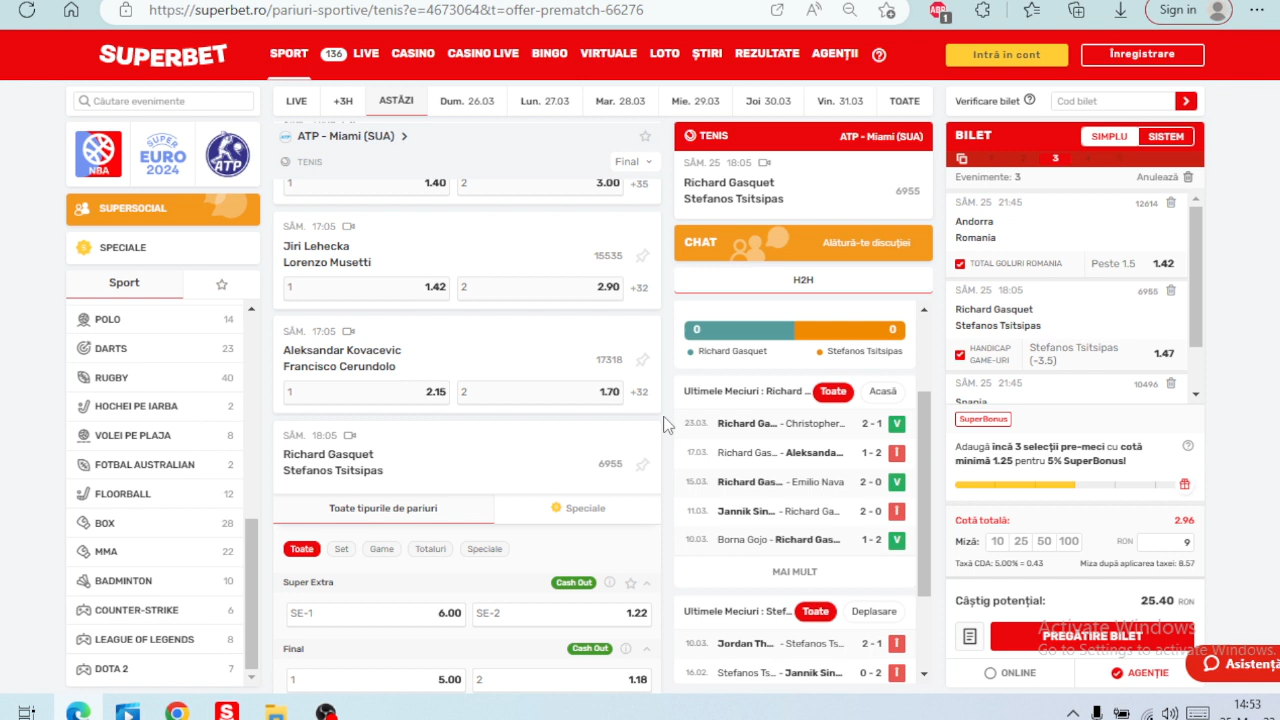 https://superbet.ro/pariuri-sportive/tenis?e=4673064&t=offer-prematch-66276
ABP
1
Sign in
SUPERBET
SPORT
136 LIVE
CASINO
CASINO LIVE
BINGO
VIRTUALE
LOTO
ȘTIRI
REZULTATE
AGENȚII
Intră în cont
Înregistrare
Căutare evenimente
LIVE
+3H
ASTĂZI
Dum. 26.03
Lun. 27.03
Mar. 28.03
Mie. 29.03
Joi 30.03
Vin. 31.03
TOATE
Verificare bilet
Cod bilet
NBA
SUPER
EURO
2024
ATP
SUPERSOCIAL
SPECIALE
Sport
POLO 14
DARTS 23
RUGBY 40
HOCHEI PE IARBA 2
VOLEI PE PLAJA 8
FOTBAL AUSTRALIAN 2
FLOORBALL 12
BOX 28
MMA 22
BADMINTON 10
COUNTER-STRIKE 6
LEAGUE OF LEGENDS 8
DOTA 2 7
ATP - Miami (SUA)
TENIS
Final
1 1.40 2 3.00 +35
SÂM. 17:05
Jiri Lehecka
Lorenzo Musetti
15535
1 1.42 2 2.90 +32
SÂM. 17:05
Aleksandar Kovacevic
Francisco Cerundolo
17318
1 2.15 2 1.70 +32
SÂM. 18:05
Richard Gasquet
Stefanos Tsitsipas
6955
Toate tipurile de pariuri
Speciale
Toate
Set
Game
Totaluri
Speciale
Super Extra
Cash Out
SE-1 6.00 SE-2 1.22
Final
Cash Out
1 5.00 2 1.18
TENIS
ATP - Miami (SUA)
SÂM. 25 18:05
Richard Gasquet
Stefanos Tsitsipas
6955
CHAT
Alătură-te discuției
H2H
0 0
Richard Gasquet
Stefanos Tsitsipas
Ultimele Meciuri : Richard ...
Toate
Acasă
23.03. Richard Ga... - Christopher... 2 - 1 V
17.03. Richard Gas... - Aleksanda... 1 - 2 Î
15.03. Richard Gas... - Emilio Nava 2 - 0 V
11.03. Jannik Sin... - Richard Ga... 2 - 0 Î
10.03. Borna Gojo - Richard Gas... 1 - 2 V
MAI MULT
Ultimele Meciuri : Stef...
Toate
Deplasare
10.03. Jordan Th... - Stefanos Ts... 2 - 1 Î
16.02. Stefanos Ts... - Jannik Sin... 0 - 2 Î
BILET
SIMPLU
SISTEM
3
Evenimente: 3
Anulează
SÂM. 25 21:45
12614
Andorra
Romania
TOTAL GOLURI ROMANIA Peste 1.5 1.42
SÂM. 25 18:05
6955
Richard Gasquet
Stefanos Tsitsipas
HANDICAP
GAME-URI
Stefanos Tsitsipas
(-3.5)
1.47
SÂM. 25 21:45
10496
Spania
SuperBonus
Adaugă încă 3 selecții pre-meci cu cotă
minimă 1.25 pentru 5% SuperBonus!
Cotă totală: 2.96
Miză: 10 25 50 100 RON 9
Taxă CDA: 5.00% = 0.43
Miza după aplicarea taxei: 8.57
Câștig potențial: 25.40 RON
PREGĂTIRE BILET
Activate Windows
Go to Settings to activate Windows.
Asistență
ONLINE
AGENȚIE
14:53